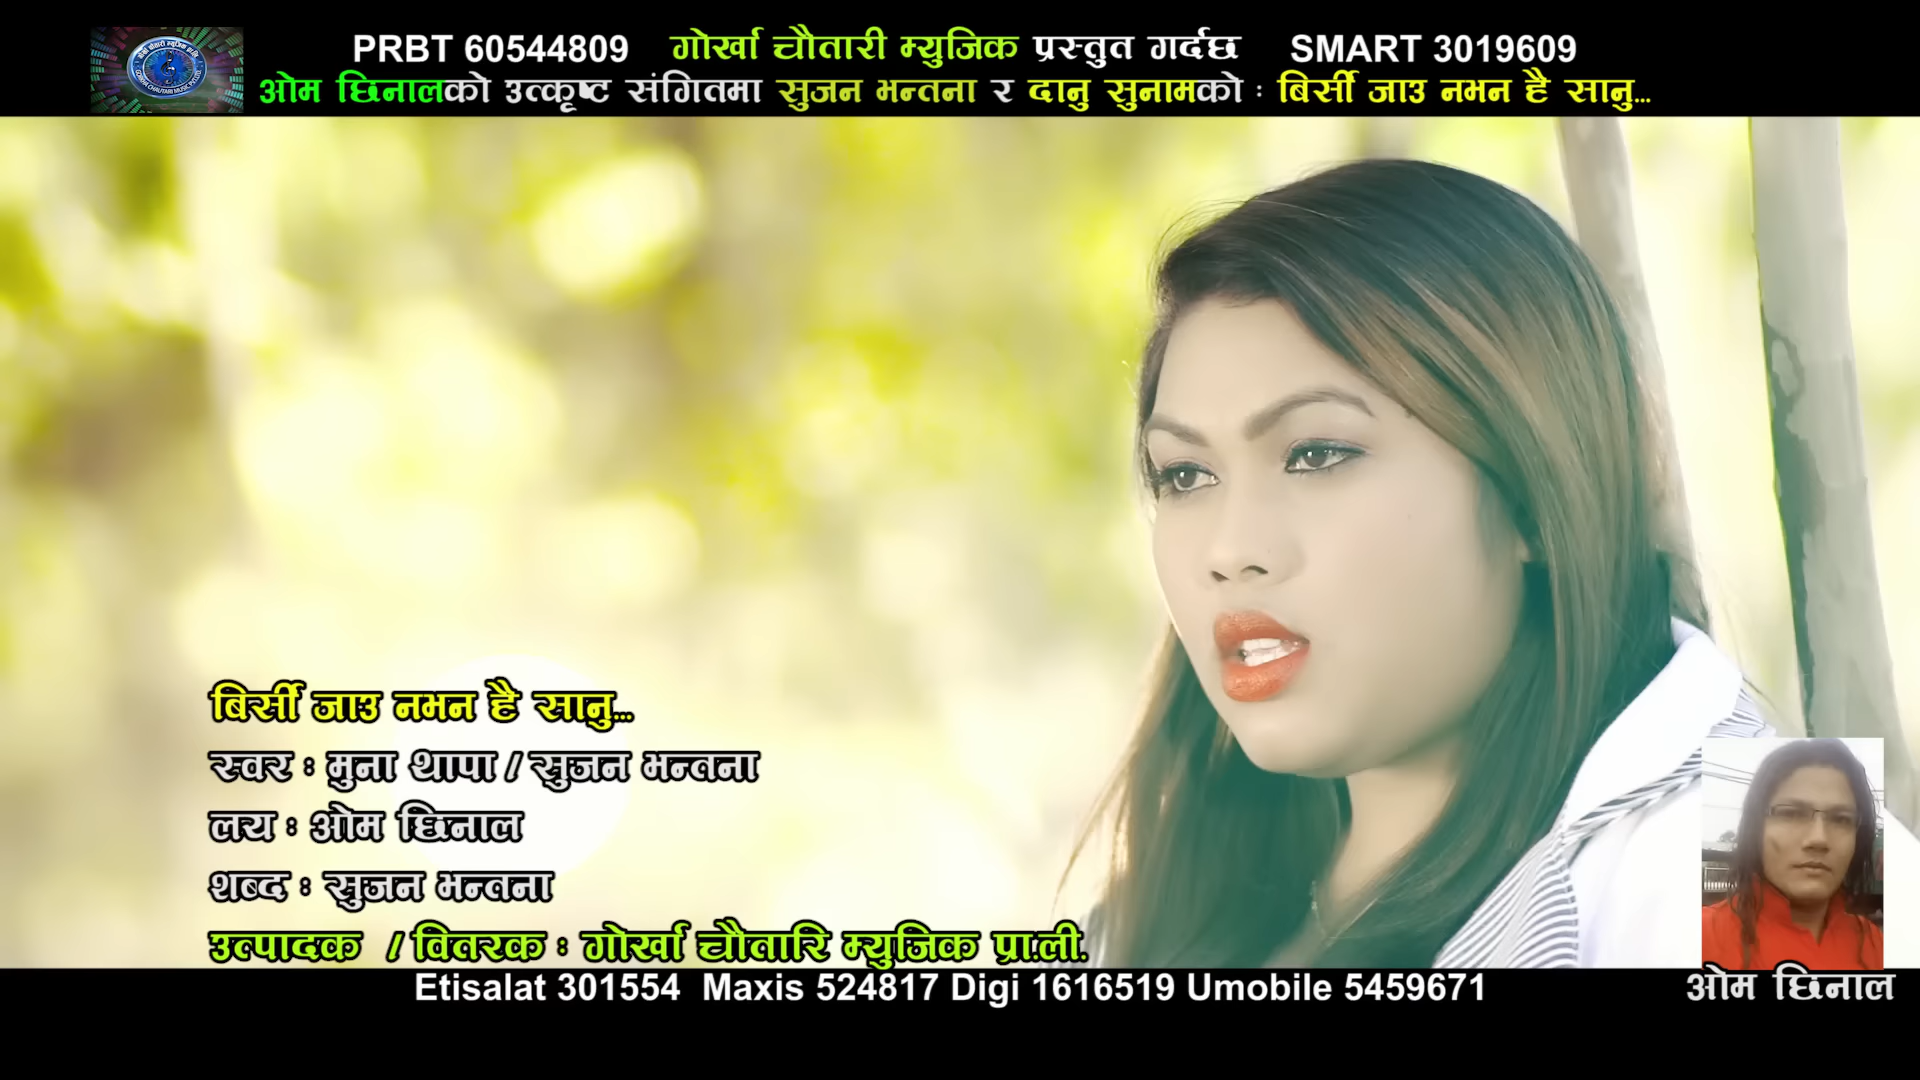 PRBT 60544809 गोर्खा चौतारी म्युजिक प्रस्तुत गर्दछ SMART 3019609
ओम छिनालको उत्कृष्ट संगितमा सुजन भन्तना र दानु सुनामको : बिर्सी जाउ नभन है सानु...
बिर्सी जाउ नभन है सानु...
स्वर : मुना थापा / सुजन भन्तना
लय : ओम छिनाल
शब्द : सुजन भन्तना
उत्पादक / वितरक : गोर्खा चौतारि म्युजिक प्रा.ली.
Etisalat 301554 Maxis 524817 Digi 1616519 Umobile 5459671
ओम छिनाल